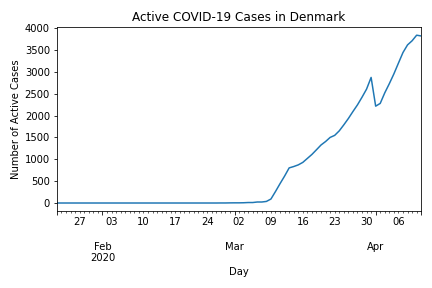 Active COVID-19 Cases in Denmark
4000
3500
3000
2500
2000
1500
1000
500
0
Number of Active Cases
27 03 10 17 24 02 09 16 23 30 06
Feb Mar Apr
2020
Day